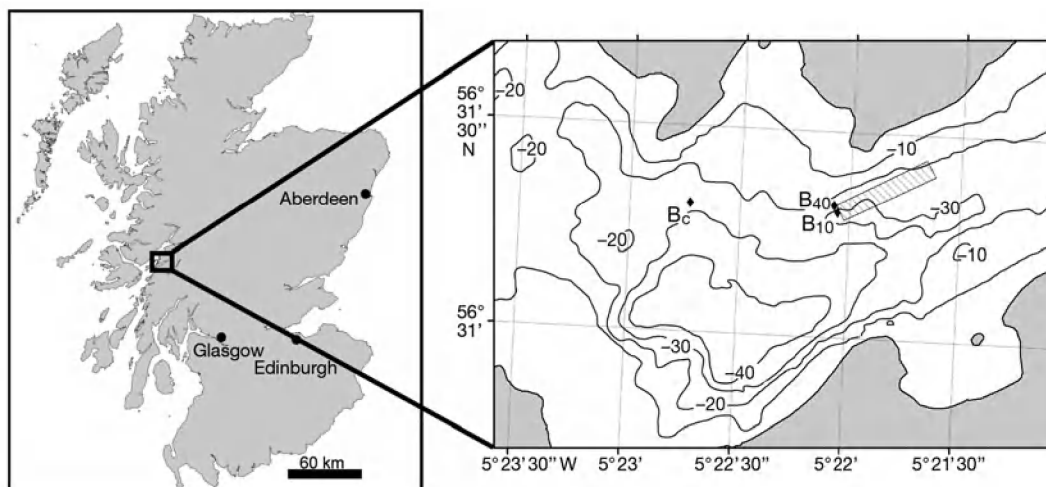 Aberdeen
Glasgow
Edinburgh
60 km
56°
31'
30'' N
56°
31'
–20
–20
–20
–10
–30
–10
B40
B10
Bc
–30
–40
–20
5°23'30'' W
5°23'
5°22'30''
5°22'
5°21'30''